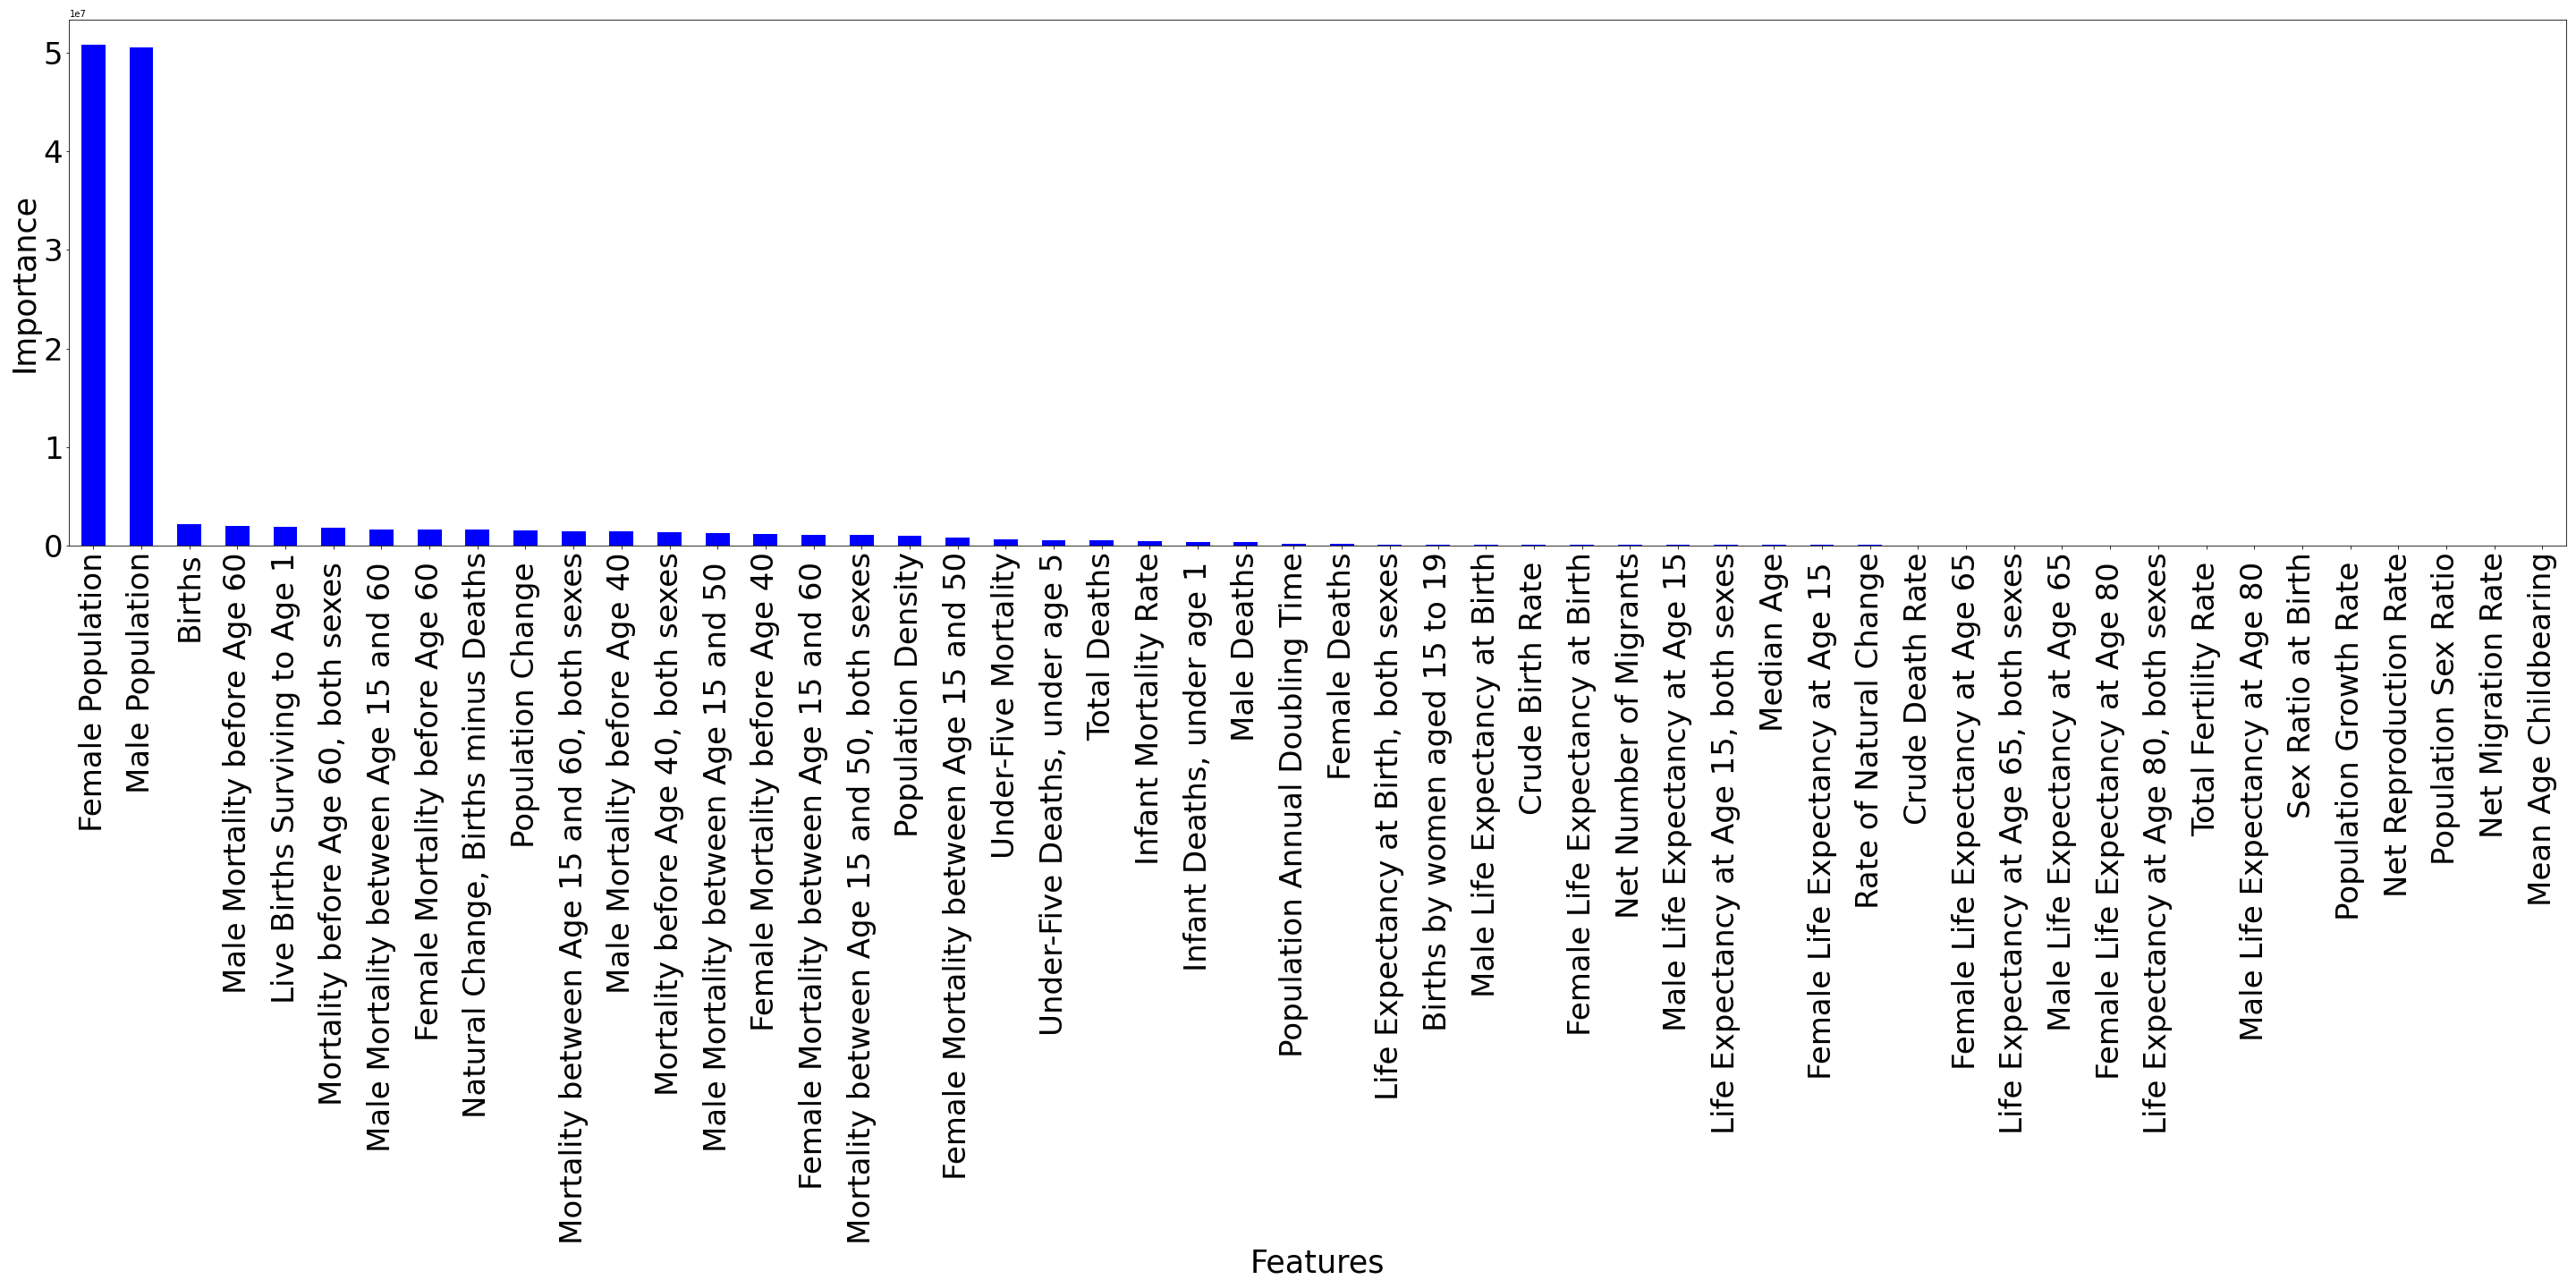 1e7
5
4
3
2
1
0
Importance
Female Population
Male Population
Births
Male Mortality before Age 60
Live Births Surviving to Age 1
Mortality before Age 60, both sexes
Male Mortality between Age 15 and 60
Female Mortality before Age 60
Natural Change, Births minus Deaths
Population Change
Mortality between Age 15 and 60, both sexes
Male Mortality before Age 40
Mortality before Age 40, both sexes
Male Mortality between Age 15 and 50
Female Mortality before Age 40
Female Mortality between Age 15 and 60
Mortality between Age 15 and 50, both sexes
Population Density
Female Mortality between Age 15 and 50
Under-Five Mortality
Under-Five Deaths, under age 5
Total Deaths
Infant Mortality Rate
Infant Deaths, under age 1
Male Deaths
Population Annual Doubling Time
Female Deaths
Life Expectancy at Birth, both sexes
Births by women aged 15 to 19
Male Life Expectancy at Birth
Crude Birth Rate
Female Life Expectancy at Birth
Net Number of Migrants
Male Life Expectancy at Age 15
Life Expectancy at Age 15, both sexes
Median Age
Female Life Expectancy at Age 15
Rate of Natural Change
Crude Death Rate
Female Life Expectancy at Age 65
Life Expectancy at Age 65, both sexes
Male Life Expectancy at Age 65
Female Life Expectancy at Age 80
Life Expectancy at Age 80, both sexes
Total Fertility Rate
Male Life Expectancy at Age 80
Sex Ratio at Birth
Population Growth Rate
Net Reproduction Rate
Population Sex Ratio
Net Migration Rate
Mean Age Childbearing
Features